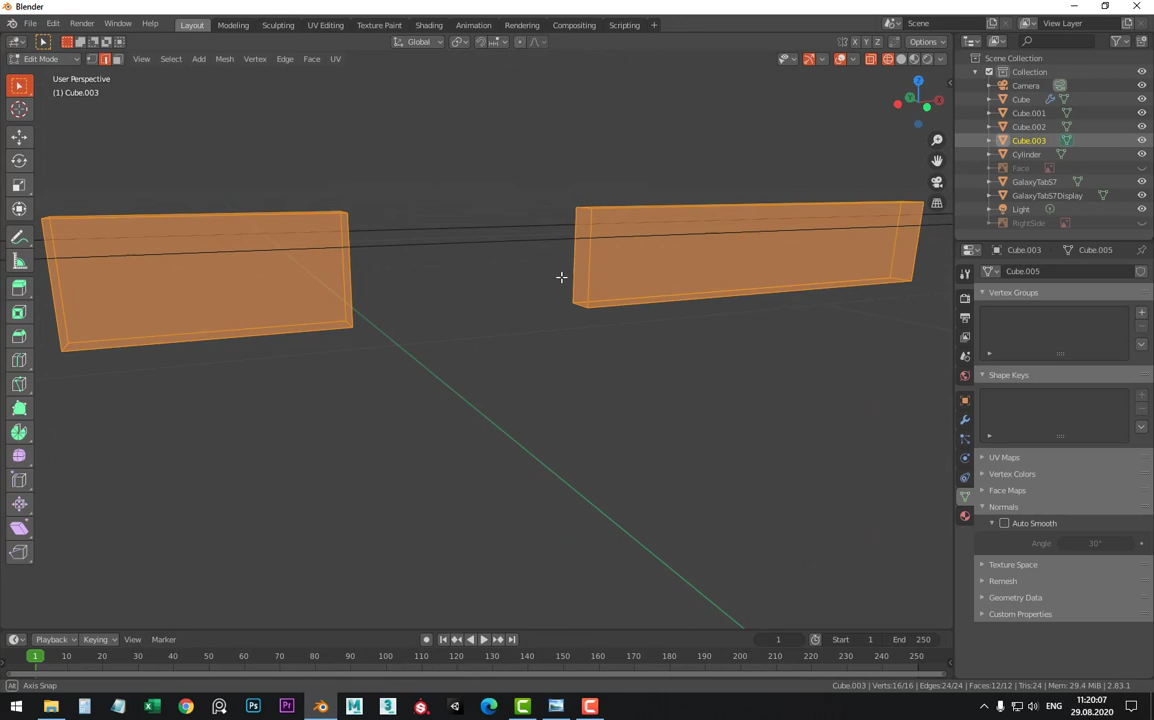 Blender
File Edit Render Window Help Layout Modeling Sculpting UV Editing Texture Paint Shading Animation Rendering Compositing Scripting + Scene View Layer
Global X Y Z Options
Edit Mode View Select Add Mesh Vertex Edge Face UV
User Perspective
(1) Cube.003
Scene Collection
Collection
Camera
Cube
Cube.001
Cube.002
Cube.003
Cylinder
Face
GalaxyTabS7
GalaxyTabS7Display
Light
RightSide
Cube.003 Cube.005
Cube.005
Vertex Groups
Shape Keys
UV Maps
Vertex Colors
Face Maps
Normals
Auto Smooth
Angle 30°
Texture Space
Remesh
Geometry Data
Custom Properties
Playback Keying View Marker 1 Start 1 End 250
1 10 20 30 40 50 60 70 80 90 100 110 120 130 140 150 160 170 180 190 200 210 220 230 240 250
Alt Axis Snap Cube.003 | Verts:16/16 | Edges:24/24 | Faces:12/12 | Tris:24 | Mem: 29.4 MiB | 2.83.1
ENG 11:20:07
29.08.2020